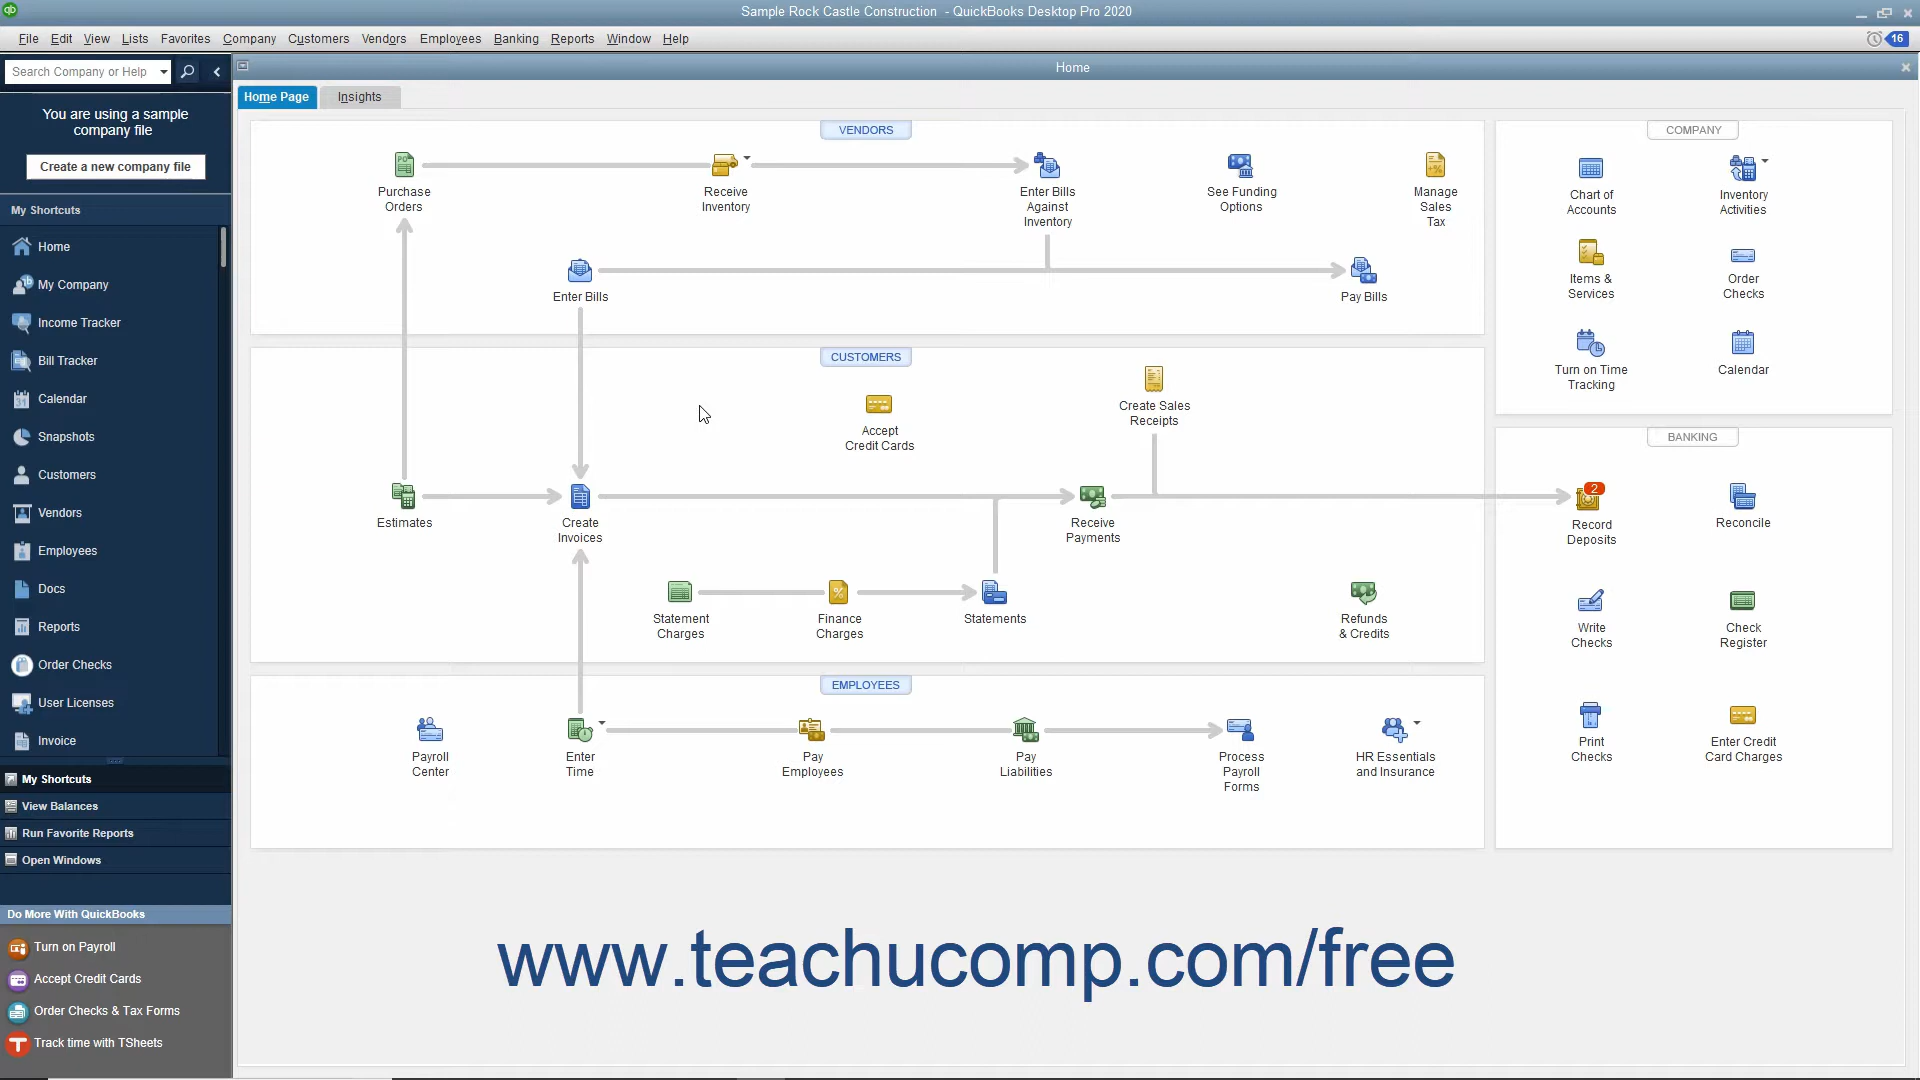 qb
Sample Rock Castle Construction - QuickBooks Desktop Pro 2020
File Edit View Lists Favorites Company Customers Vendors Employees Banking Reports Window Help
16
Search Company or Help
Home
You are using a sample
company file
Create a new company file
My Shortcuts
Home
My Company
Income Tracker
Bill Tracker
Calendar
Snapshots
Customers
Vendors
Employees
Docs
Reports
Order Checks
User Licenses
Invoice
My Shortcuts
View Balances
Run Favorite Reports
Open Windows
Do More With QuickBooks
Turn on Payroll
Accept Credit Cards
Order Checks & Tax Forms
Track time with TSheets
Home Page
Insights
VENDORS
Purchase
Orders
Receive
Inventory
Enter Bills
Against
Inventory
See Funding
Options
Manage
Sales
Tax
Enter Bills
Pay Bills
CUSTOMERS
Accept
Credit Cards
Create Sales
Receipts
Estimates
Create
Invoices
Receive
Payments
Statement
Charges
Finance
Charges
Statements
Refunds
& Credits
EMPLOYEES
Payroll
Center
Enter
Time
Pay
Employees
Pay
Liabilities
Process
Payroll
Forms
HR Essentials
and Insurance
COMPANY
Chart of
Accounts
Inventory
Activities
Items &
Services
Order
Checks
Turn on Time
Tracking
Calendar
BANKING
2
Record
Deposits
Reconcile
Write
Checks
Check
Register
Print
Checks
Enter Credit
Card Charges
www.teachucomp.com/free